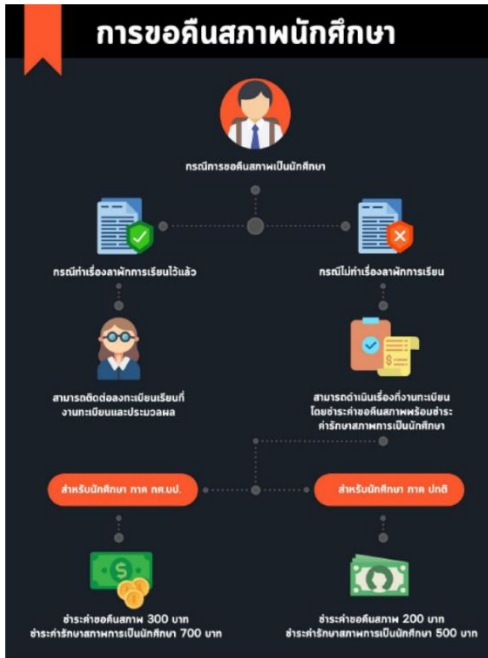 การขอคืนสภาพนักศึกษา
กรณีการขอคืนสภาพเป็นนักศึกษา
กรณีทำเรื่องลาพักการเรียนไว้แล้ว
กรณีไม่ทำเรื่องลาพักการเรียน
สามารถติดต่อลงทะเบียนเรียนที่
งานทะเบียนและประมวลผล
สามารถดำเนินเรื่องที่งานทะเบียน
โดยชำระค่าขอคืนสภาพพร้อมชำระ
ค่ารักษาสภาพการเป็นนักศึกษา
สำหรับนักศึกษา ภาค กศ.บป.
สำหรับนักศึกษา ภาค ปกติ
ชำระค่าขอคืนสภาพ 300 บาท
ชำระค่ารักษาสภาพการเป็นนักศึกษา 700 บาท
ชำระค่าขอคืนสภาพ 200 บาท
ชำระค่ารักษาสภาพการเป็นนักศึกษา 500 บาท